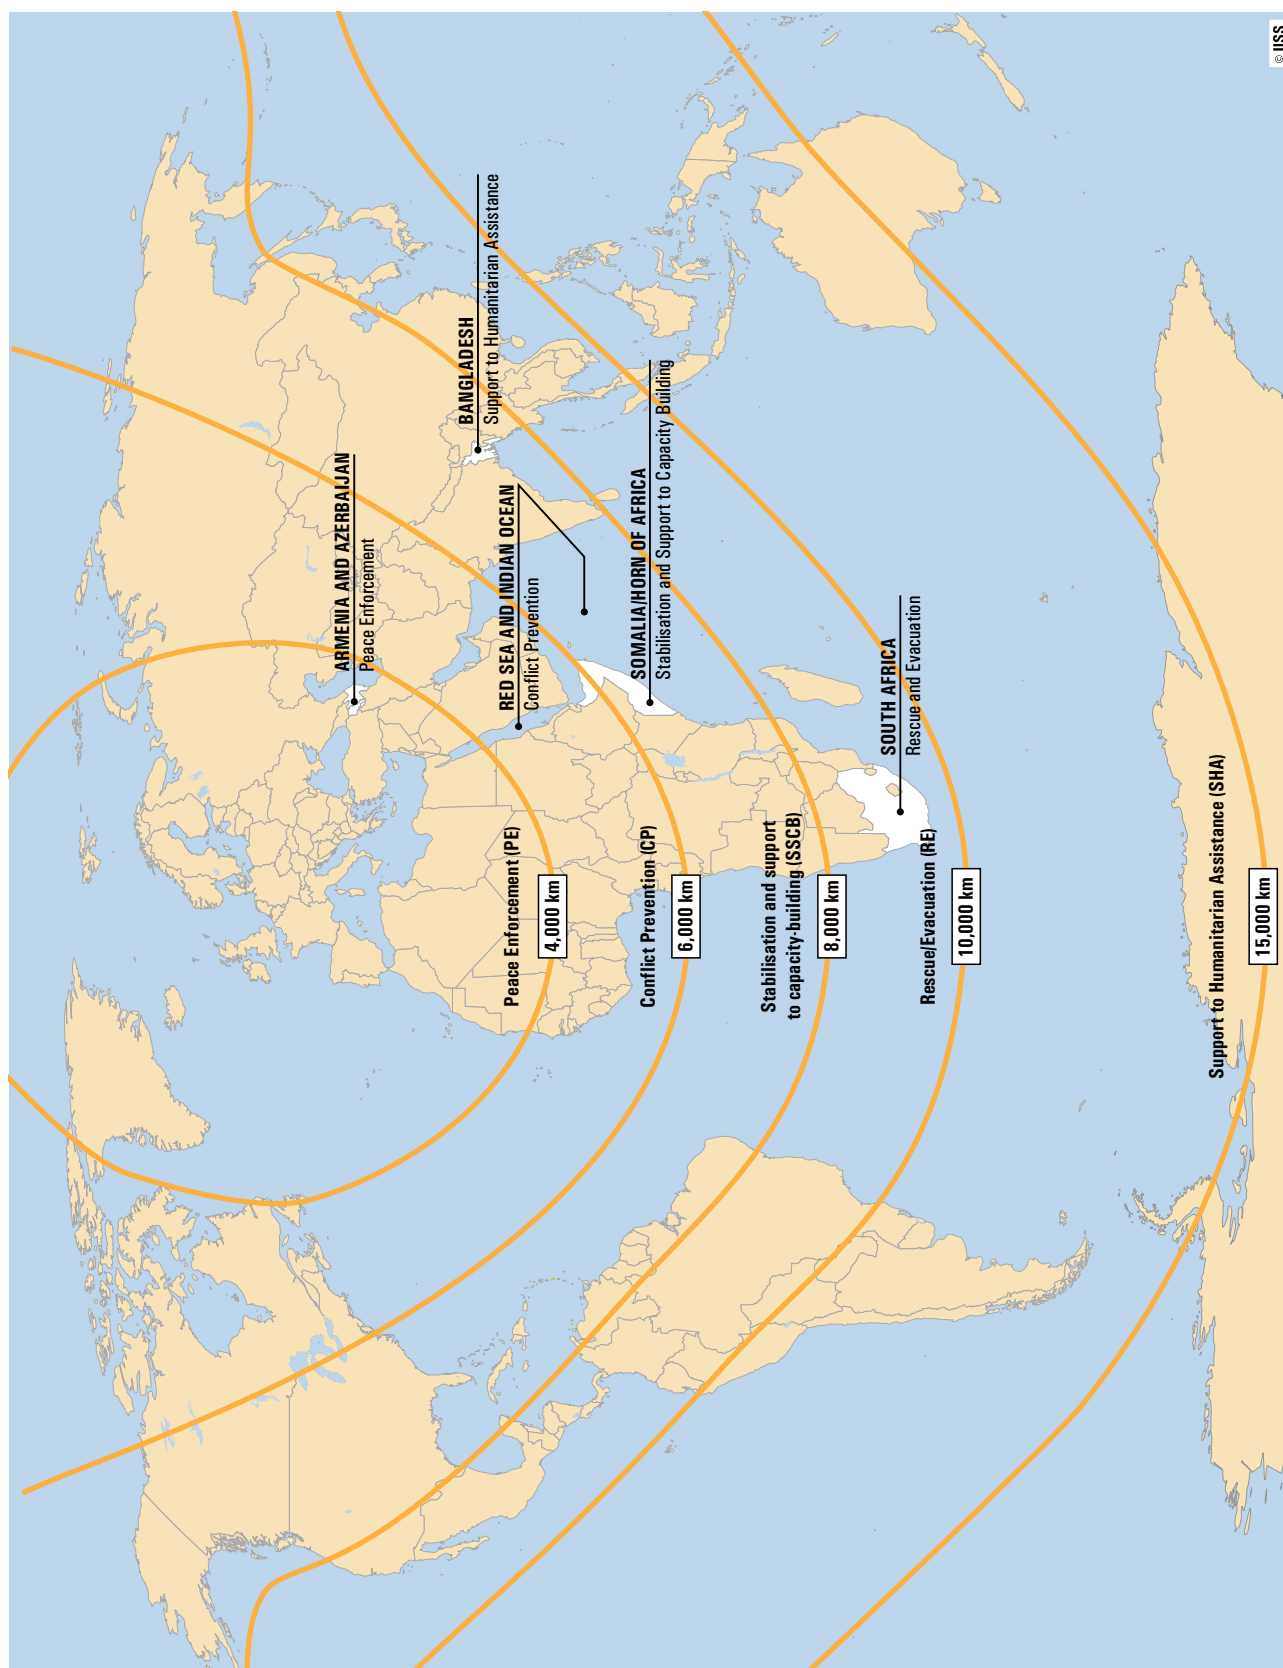 ARMENIA AND AZERBAIJAN
Peace Enforcement
BANGLADESH
Support to Humanitarian Assistance
RED SEA AND INDIAN OCEAN
Conflict Prevention
SOMALIA/HORN OF AFRICA
Stabilisation and Support to Capacity Building
SOUTH AFRICA
Rescue and Evacuation
Peace Enforcement (PE)
4,000 km
Conflict Prevention (CP)
6,000 km
Stabilisation and support
to capacity-building (SSCB)
8,000 km
Rescue/Evacuation (RE)
10,000 km
Support to Humanitarian Assistance (SHA)
15,000 km
© IISS